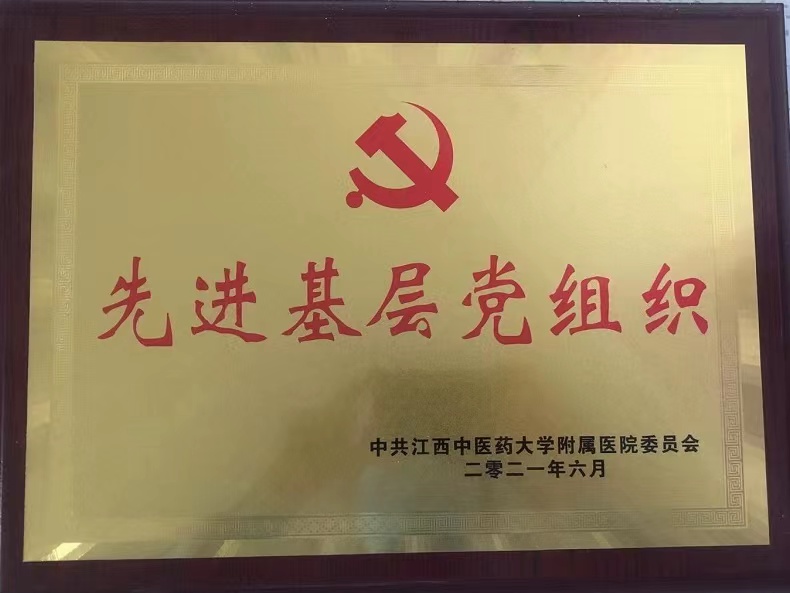 先进基层党组织
中共江西中医药大学附属医院委员会
二零二一年六月